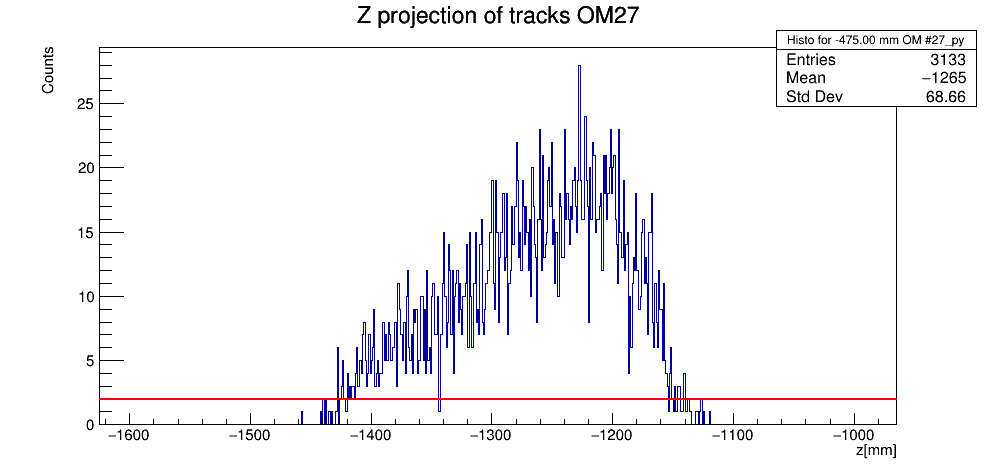 Z projection of tracks OM27
Histo for -475.00 mm OM #27_py
Entries 3133
Mean −1265
Std Dev 68.66
Counts
25
20
15
10
5
0
−1600 −1500 −1400 −1300 −1200 −1100 −1000
z[mm]